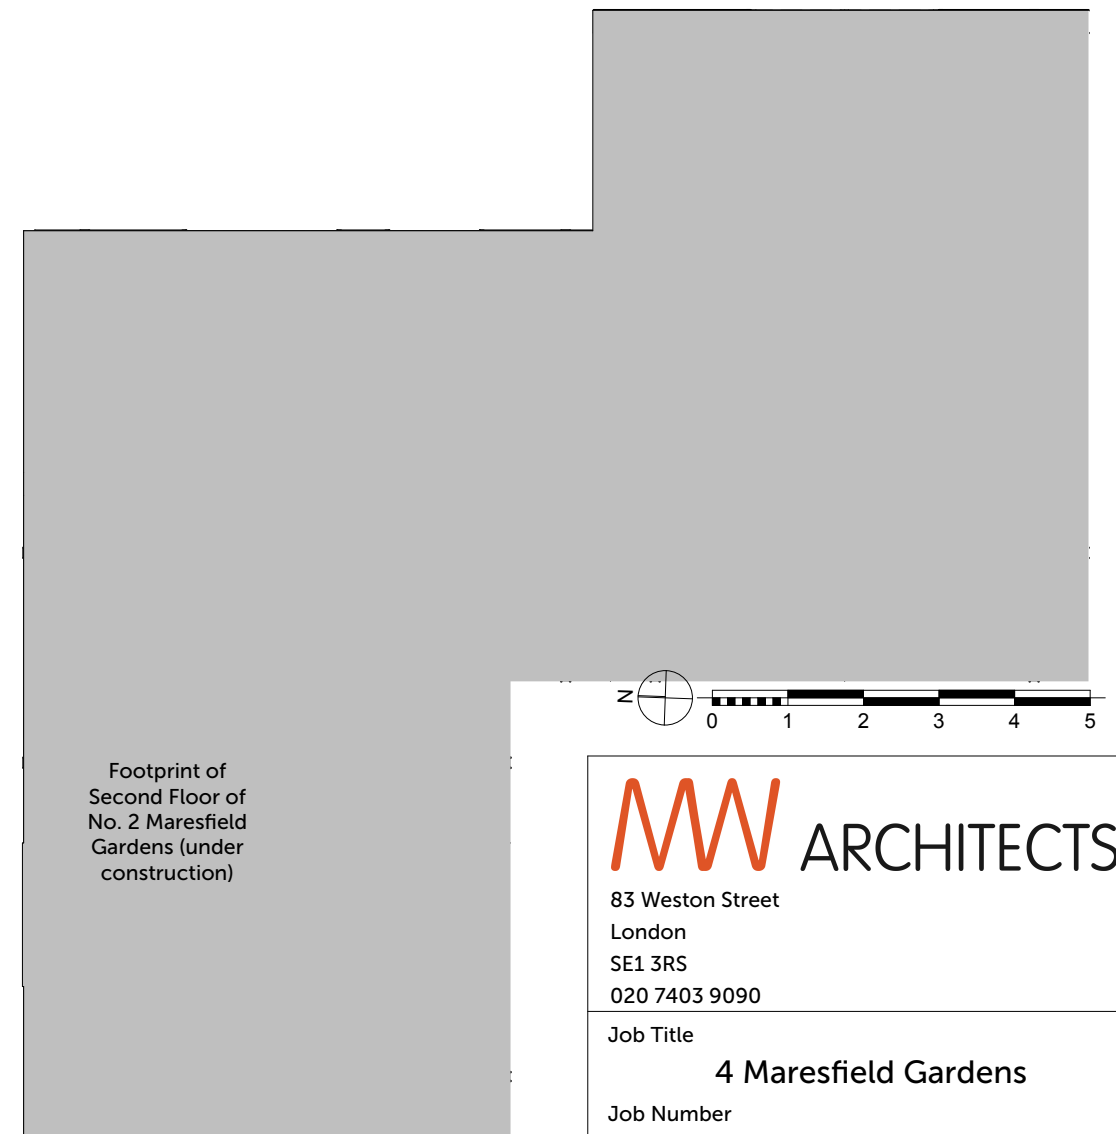 N
0 1 2 3 4 5
Footprint of
Second Floor of
No. 2 Maresfield
Gardens (under
construction)
MW ARCHITECTS
83 Weston Street
London
SE1 3RS
020 7403 9090
Job Title
4 Maresfield Gardens
Job Number